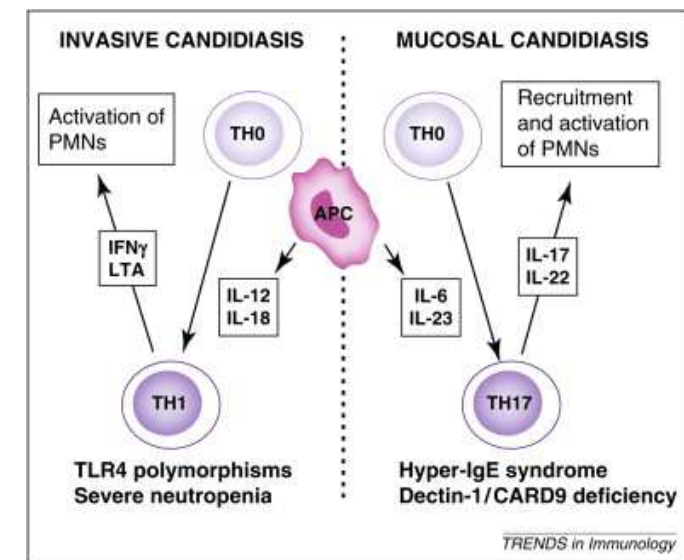 INVASIVE CANDIDIASIS
Activation of
PMNs
TH0
IFNγ
LTA
IL-12
IL-18
TH1
TLR4 polymorphisms
Severe neutropenia
APC
MUCOSAL CANDIDIASIS
TH0
Recruitment
and activation
of PMNs
IL-6
IL-23
IL-17
IL-22
TH17
Hyper-IgE syndrome
Dectin-1/CARD9 deficiency
TRENDS in Immunology